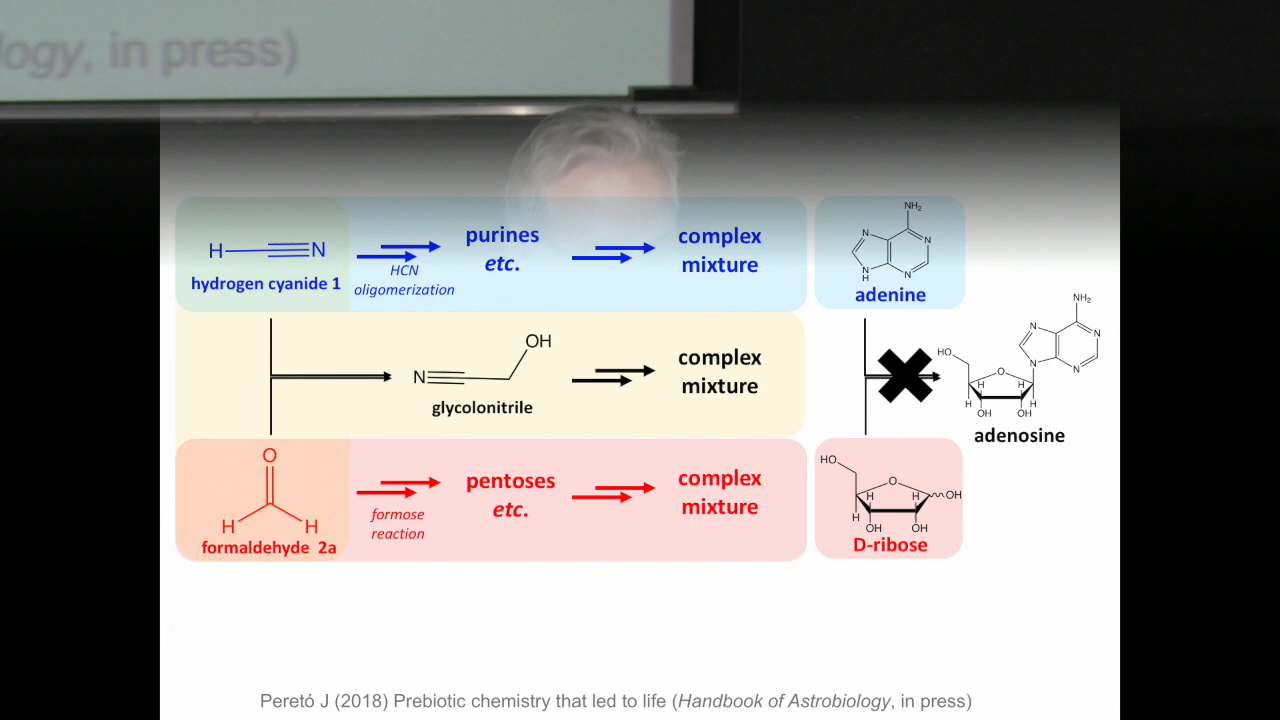 logy, in press)
H N
hydrogen cyanide 1
HCN
oligomerization
purines
etc.
complex
mixture
NH₂
N
N
N
H
N
adenine
N
OH
glycolonitrile
complex
mixture
NH₂
N
N
N
N
HO
O
H
H
H
H
OH
OH
adenosine
O
H
H
formaldehyde 2a
formose
reaction
pentoses
etc.
complex
mixture
HO
O
H
H
OH
H
OH
OH
D-ribose
Peretó J (2018) Prebiotic chemistry that led to life (Handbook of Astrobiology, in press)